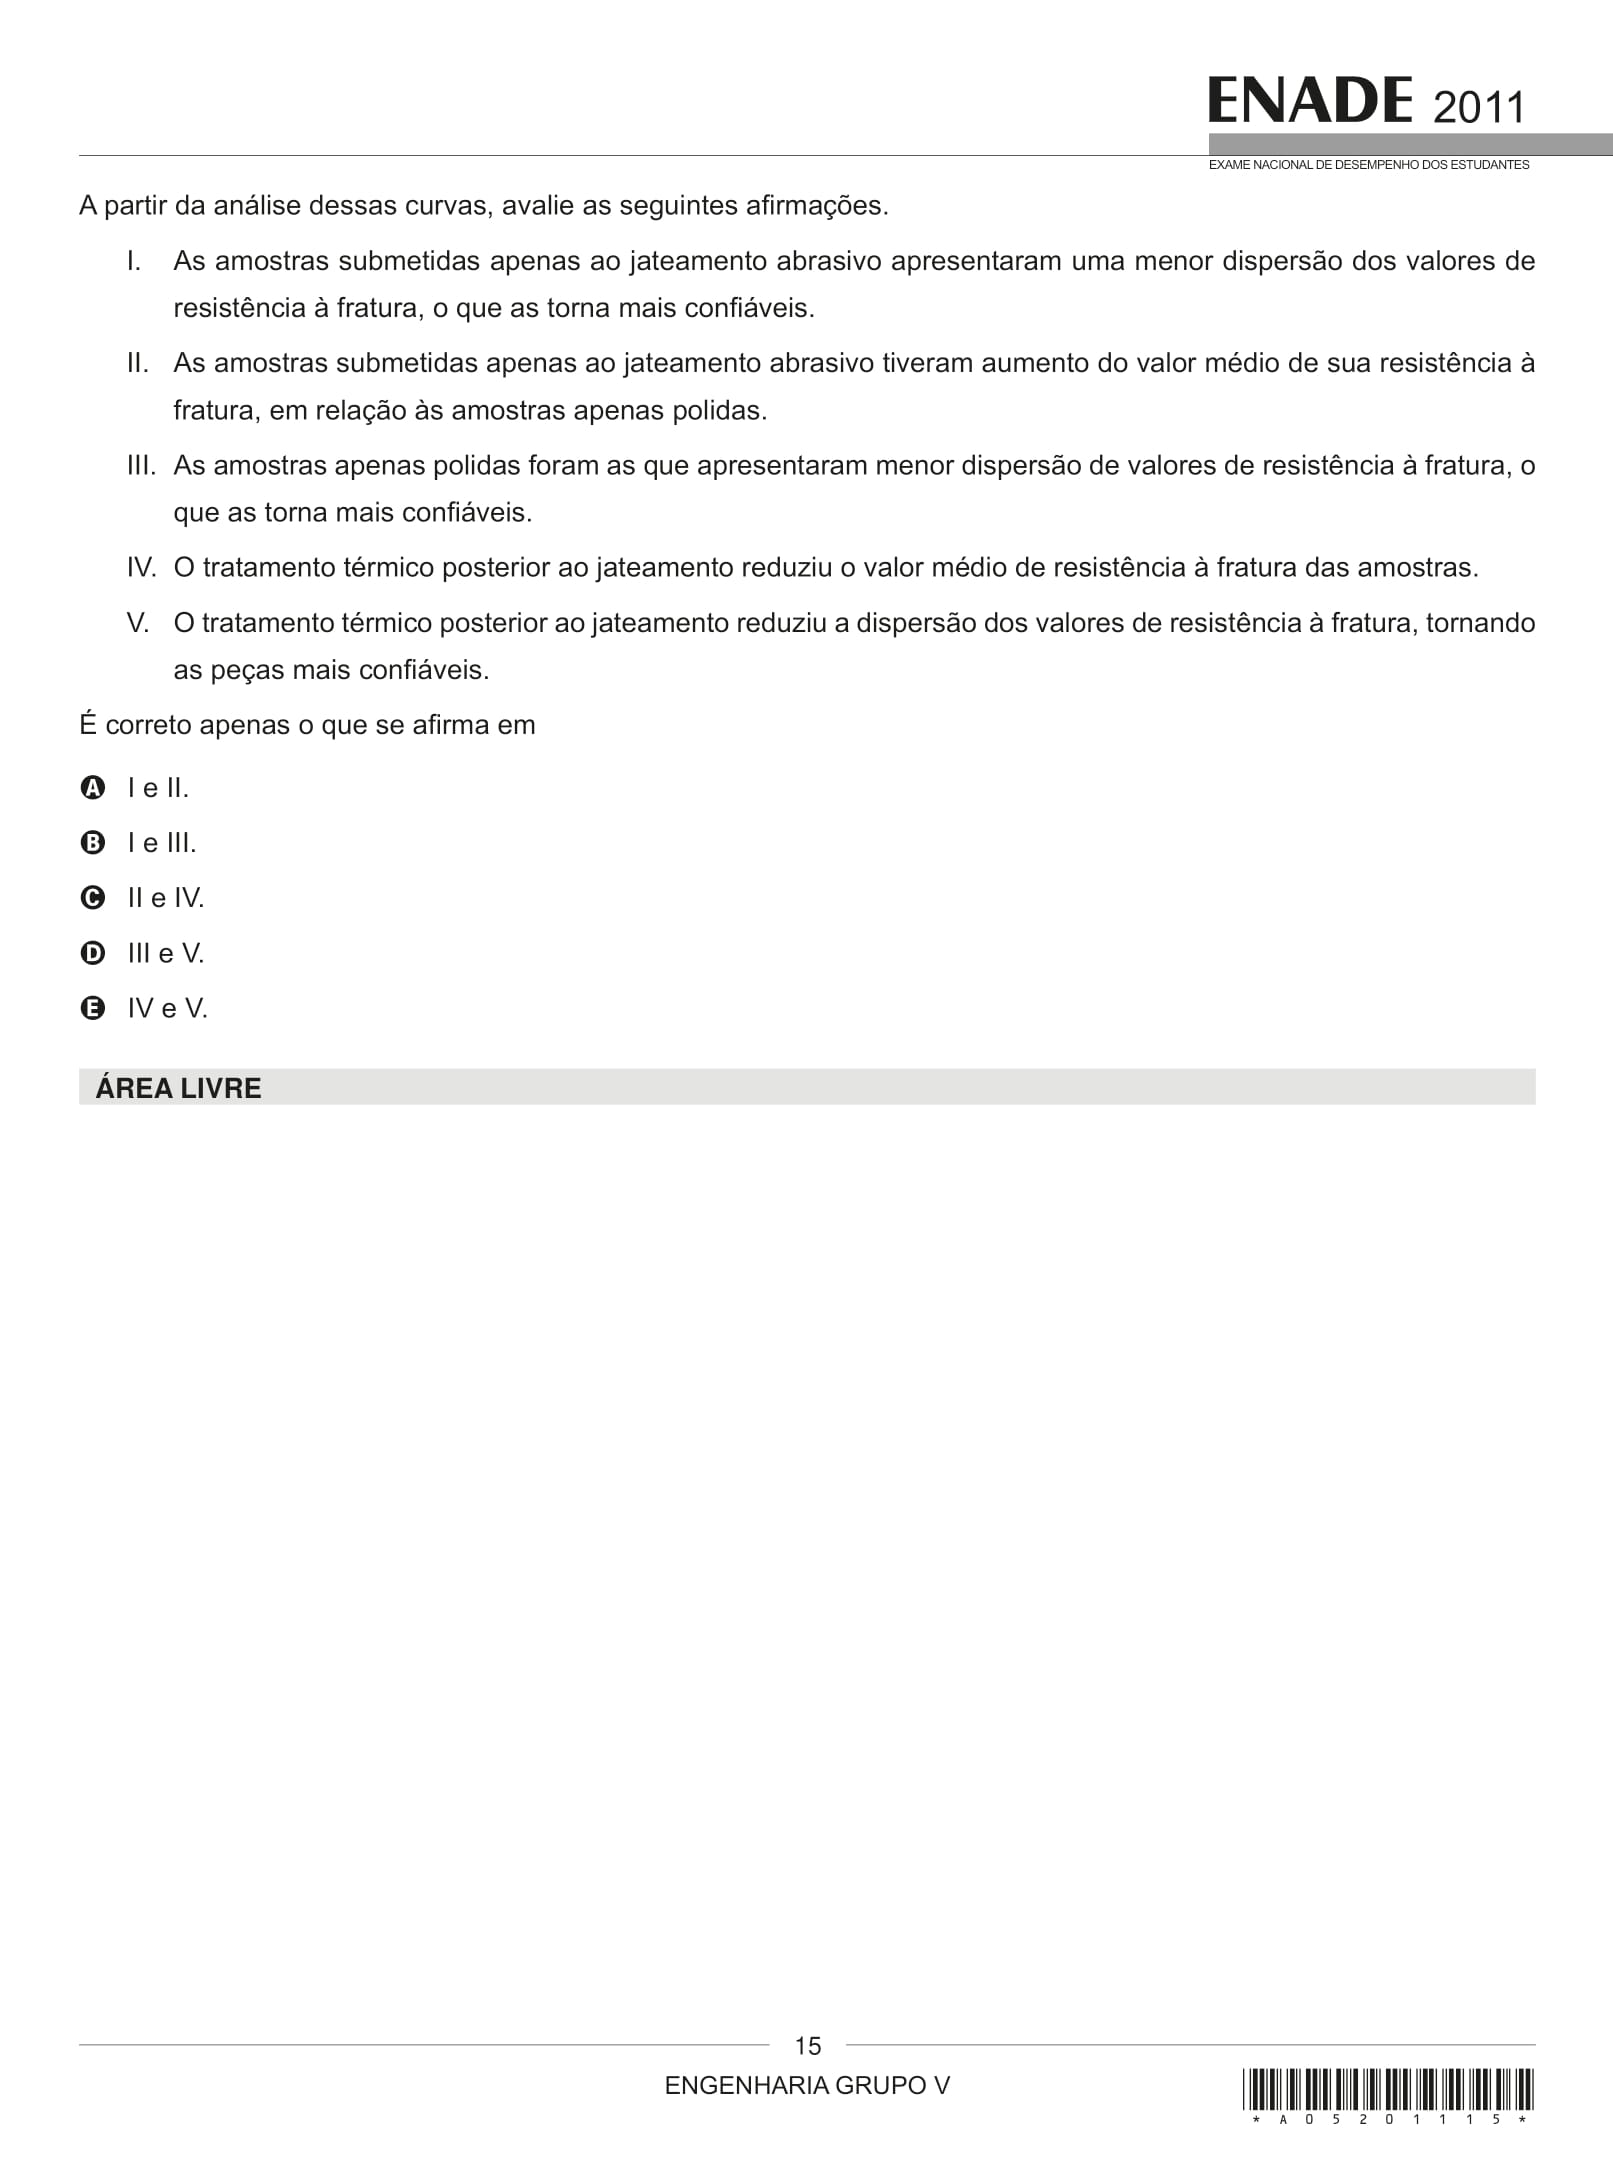 ENADE 2011
EXAME NACIONAL DE DESEMPENHO DOS ESTUDANTES
A partir da análise dessas curvas, avalie as seguintes afirmações.
I. As amostras submetidas apenas ao jateamento abrasivo apresentaram uma menor dispersão dos valores de
resistência à fratura, o que as torna mais confiáveis.
II. As amostras submetidas apenas ao jateamento abrasivo tiveram aumento do valor médio de sua resistência à
fratura, em relação às amostras apenas polidas.
III. As amostras apenas polidas foram as que apresentaram menor dispersão de valores de resistência à fratura, o
que as torna mais confiáveis.
IV. O tratamento térmico posterior ao jateamento reduziu o valor médio de resistência à fratura das amostras.
V. O tratamento térmico posterior ao jateamento reduziu a dispersão dos valores de resistência à fratura, tornando
as peças mais confiáveis.
É correto apenas o que se afirma em
A I e II.
B I e III.
C II e IV.
D III e V.
E IV e V.
ÁREA LIVRE
15
ENGENHARIA GRUPO V
* A 0 5 2 0 1 1 1 5 *